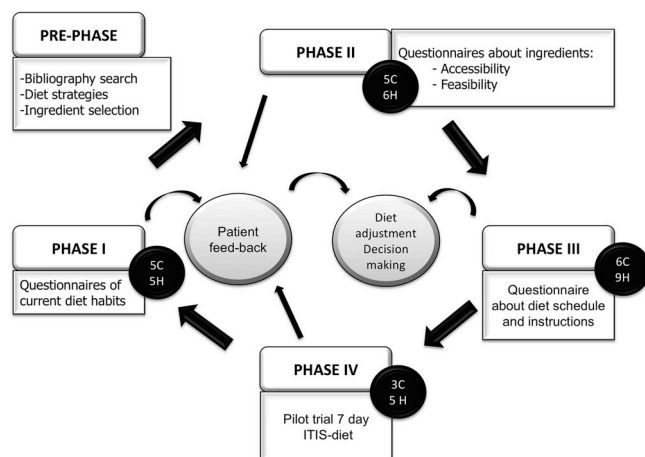 PRE-PHASE
-Bibliography search
-Diet strategies
-Ingredient selection
PHASE II
5C
6H
Questionnaires about ingredients:
- Accessibility
- Feasibility
Patient
feed-back
Diet
adjustment
Decision
making
PHASE I
5C
5H
Questionnaires of
current diet habits
PHASE III
6C
9H
Questionnaire
about diet schedule
and instructions
PHASE IV
3C
5 H
Pilot trial 7 day
ITIS-diet